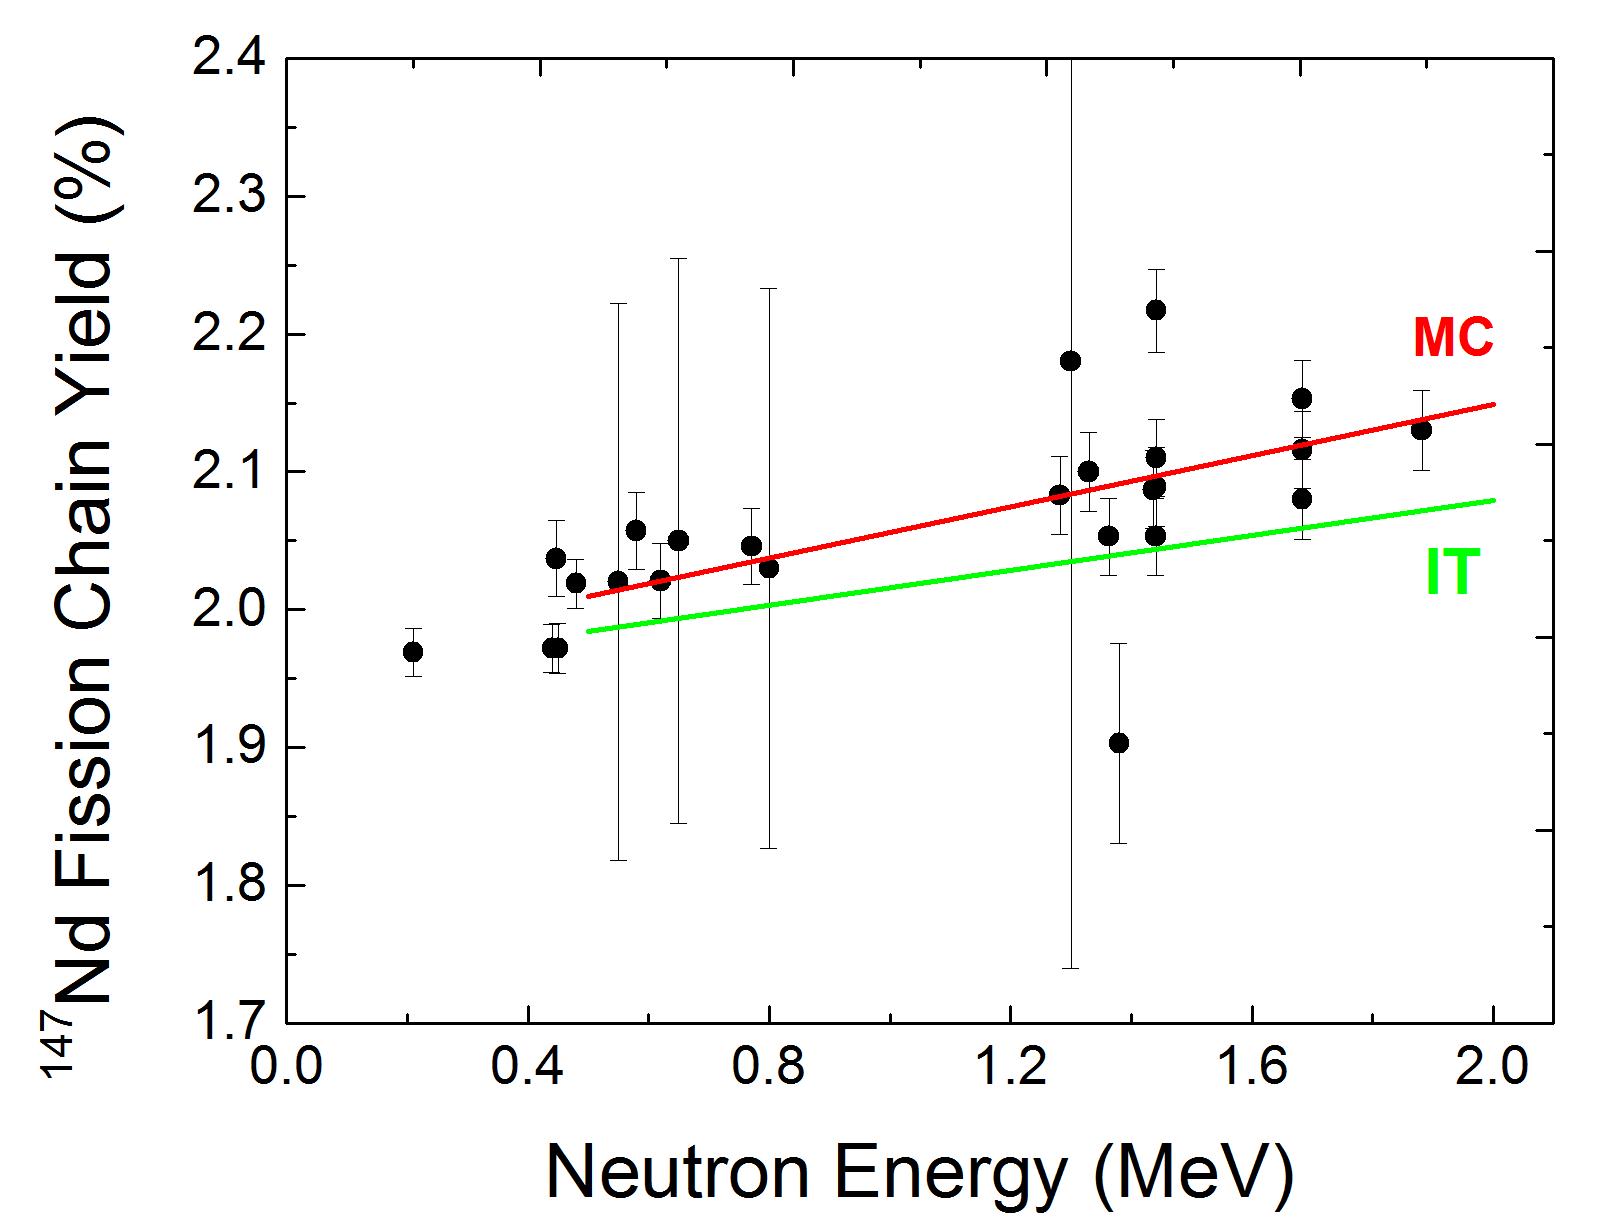 2.4
2.3
2.2
2.1
2.0
1.9
1.8
1.7
147Nd Fission Chain Yield (%)
MC
IT
0.0 0.4 0.8 1.2 1.6 2.0
Neutron Energy (MeV)